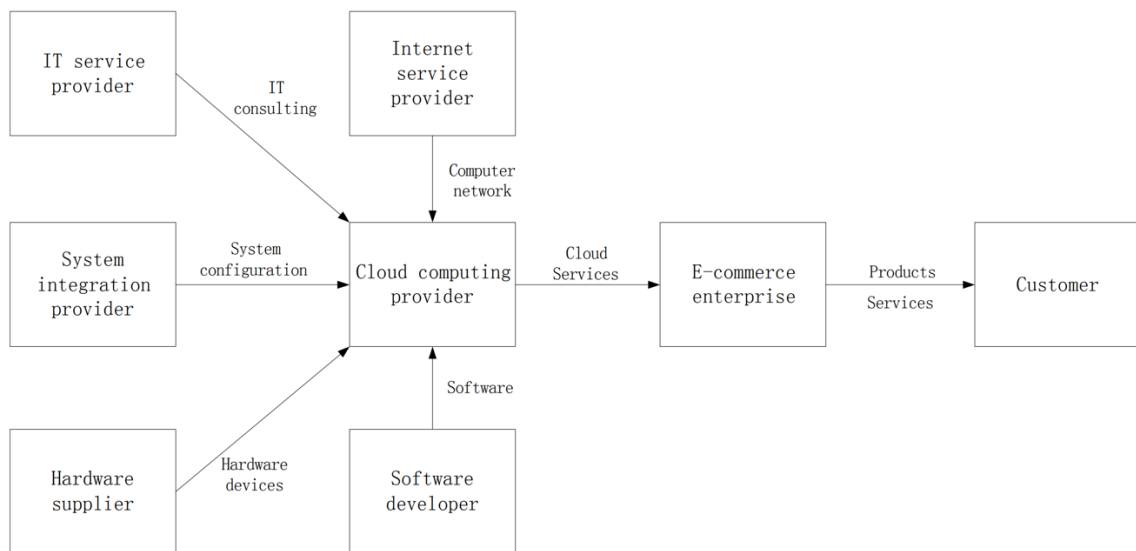 IT service
provider
Internet
service
provider
IT
consulting
Computer
network
System
integration
provider
System
configuration
Cloud computing
provider
Cloud
Services
E-commerce
enterprise
Products
Services
Customer
Software
Hardware
supplier
Hardware
devices
Software
developer